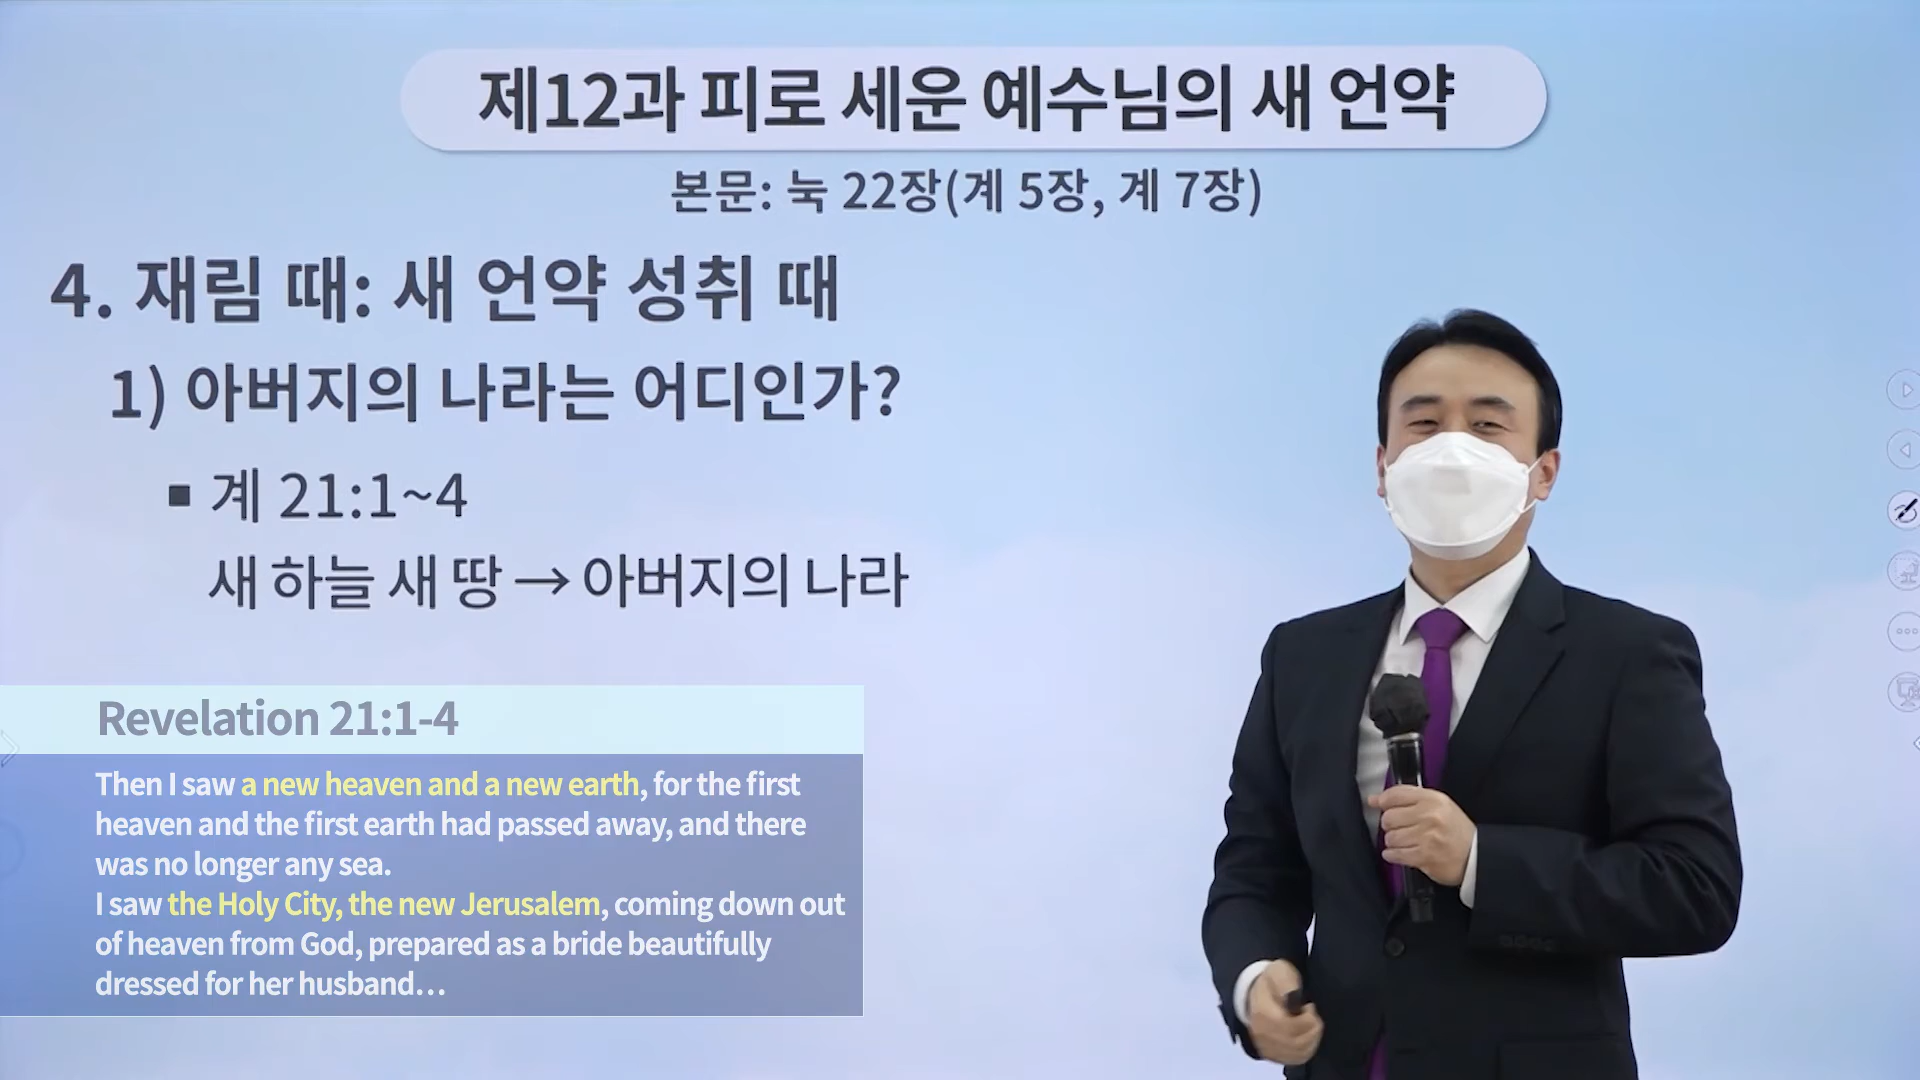 제12과 피로 세운 예수님의 새 언약
본문: 눅 22장(계 5장, 계 7장)
4. 재림 때: 새 언약 성취 때
1) 아버지의 나라는 어디인가?
▪ 계 21:1~4
새 하늘 새 땅 → 아버지의 나라
Revelation 21:1-4
Then I saw a new heaven and a new earth, for the first
heaven and the first earth had passed away, and there
was no longer any sea.
I saw the Holy City, the new Jerusalem, coming down out
of heaven from God, prepared as a bride beautifully
dressed for her husband…